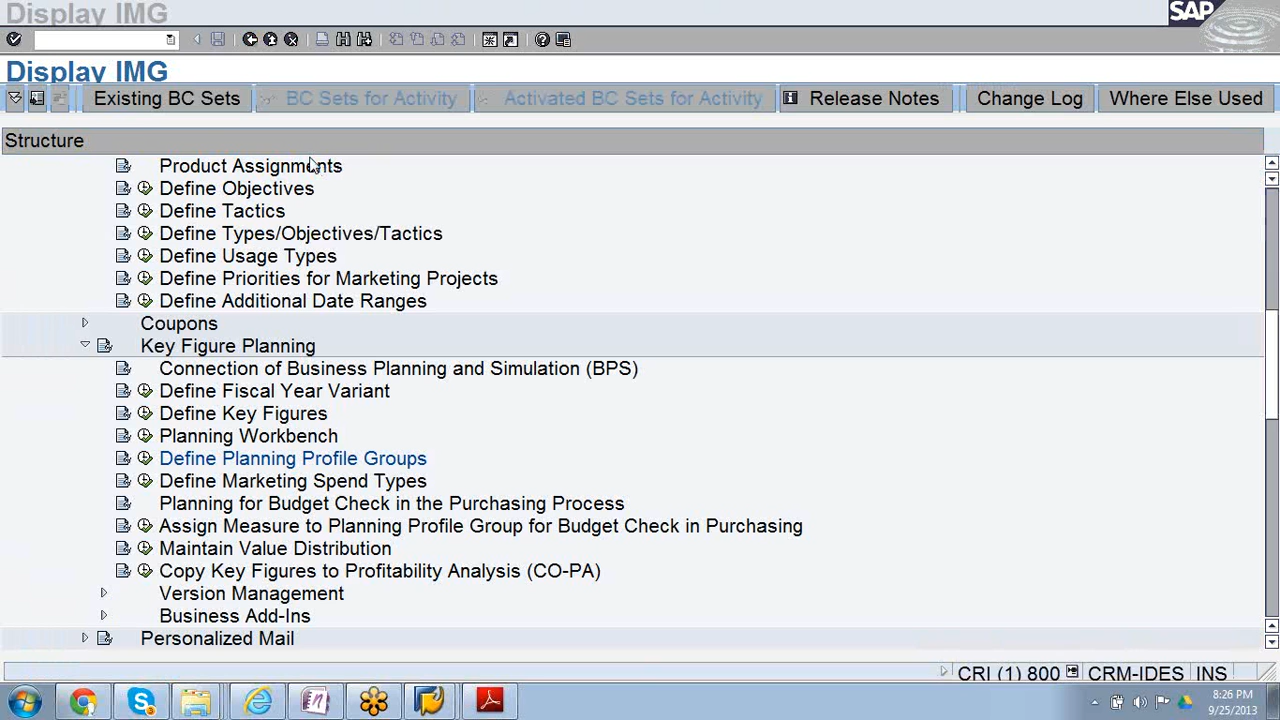 Display IMG
SAP
Display IMG
Existing BC Sets BC Sets for Activity Activated BC Sets for Activity Release Notes Change Log Where Else Used
Structure
Product Assignments
Define Objectives
Define Tactics
Define Types/Objectives/Tactics
Define Usage Types
Define Priorities for Marketing Projects
Define Additional Date Ranges
Coupons
Key Figure Planning
Connection of Business Planning and Simulation (BPS)
Define Fiscal Year Variant
Define Key Figures
Planning Workbench
Define Planning Profile Groups
Define Marketing Spend Types
Planning for Budget Check in the Purchasing Process
Assign Measure to Planning Profile Group for Budget Check in Purchasing
Maintain Value Distribution
Copy Key Figures to Profitability Analysis (CO-PA)
Version Management
Business Add-Ins
Personalized Mail
CRI (1) 800 CRM-IDES INS
8:26 PM
9/25/2013